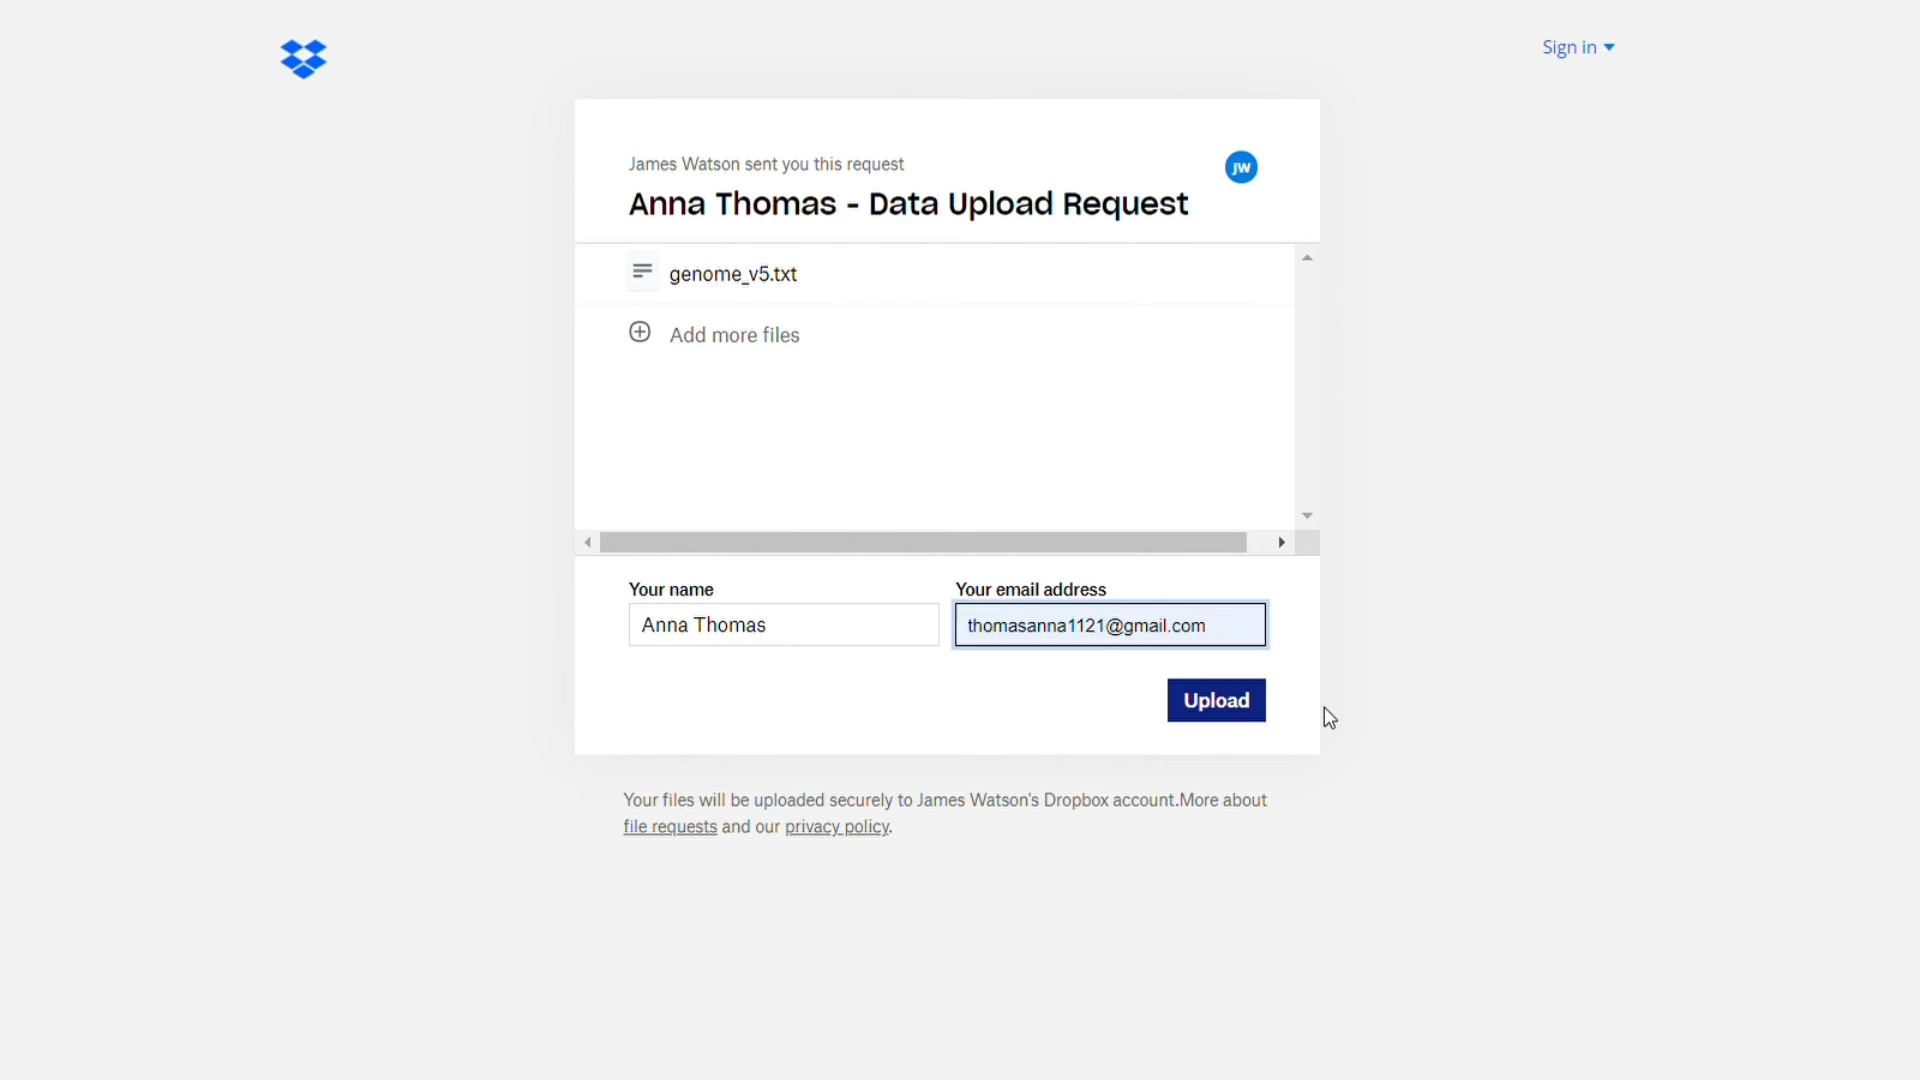 Sign in
James Watson sent you this request
JW
Anna Thomas - Data Upload Request
genome_v5.txt
Add more files
Your name
Your email address
Anna Thomas
thomasanna1121@gmail.com
Upload
Your files will be uploaded securely to James Watson's Dropbox account.More about
file requests and our privacy policy.